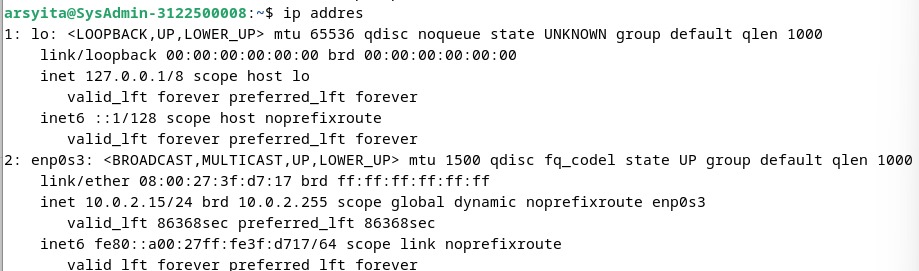 arsyita@SysAdmin-3122500008:~$ ip addres
1: lo: <LOOPBACK,UP,LOWER_UP> mtu 65536 qdisc noqueue state UNKNOWN group default qlen 1000
    link/loopback 00:00:00:00:00:00 brd 00:00:00:00:00:00
    inet 127.0.0.1/8 scope host lo
       valid_lft forever preferred_lft forever
    inet6 ::1/128 scope host noprefixroute
       valid_lft forever preferred_lft forever
2: enp0s3: <BROADCAST,MULTICAST,UP,LOWER_UP> mtu 1500 qdisc fq_codel state UP group default qlen 1000
    link/ether 08:00:27:3f:d7:17 brd ff:ff:ff:ff:ff:ff
    inet 10.0.2.15/24 brd 10.0.2.255 scope global dynamic noprefixroute enp0s3
       valid_lft 86368sec preferred_lft 86368sec
    inet6 fe80::a00:27ff:fe3f:d717/64 scope link noprefixroute
       valid_lft forever preferred_lft forever